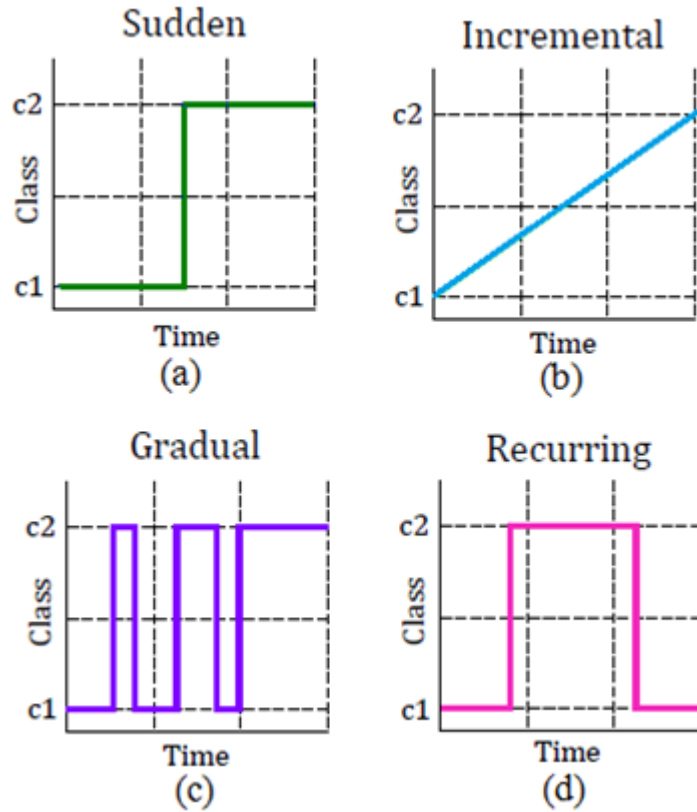 Sudden
c2
Class
c1
Time
(a)
Incremental
c2
Class
c1
Time
(b)
Gradual
c2
Class
c1
Time
(c)
Recurring
c2
Class
c1
Time
(d)